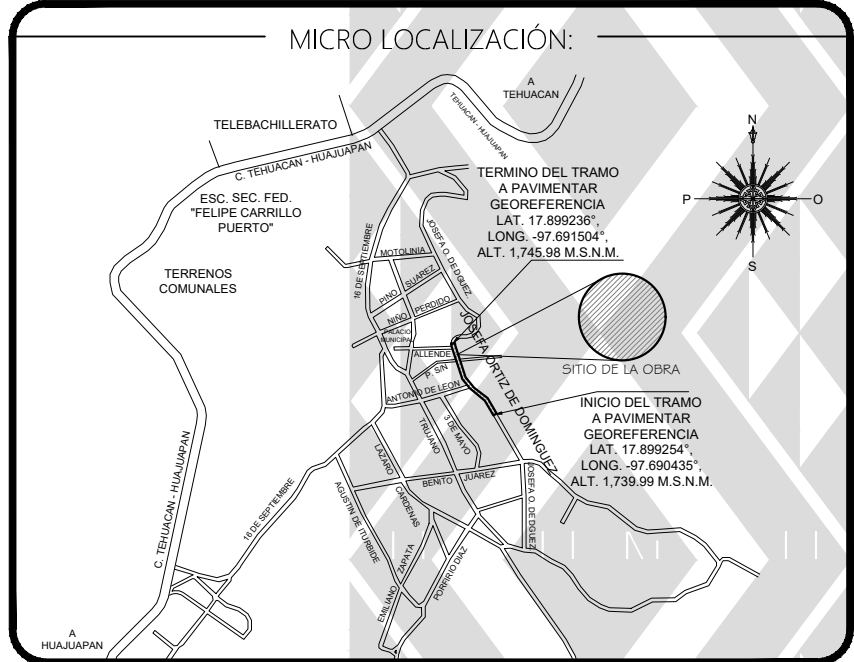 MICRO LOCALIZACIÓN:
A
TEHUACAN
TEHUACAN - HUAJUAPAN
TELEBACHILLERATO
C. TEHUACAN - HUAJUAPAN
ESC. SEC. FED.
"FELIPE CARRILLO
PUERTO"
TERRENOS
COMUNALES
TERMINO DEL TRAMO
A PAVIMENTAR
GEOREFERENCIA
LAT. 17.899236°,
LONG. -97.691504°,
ALT. 1,745.98 M.S.N.M.
N
P
O
S
16 DE SEPTIEMBRE
MOTOLINIA
JOSEFA O. DE DGUEZ.
PINO
SUAREZ
NIÑO
PERDIDO
PALACIO
MUNICIPAL
ALLENDE
P. S/N
ANTONIO DE LEON
JOSEFA ORTIZ DE DOMINGUEZ
SITIO DE LA OBRA
INICIO DEL TRAMO
A PAVIMENTAR
GEOREFERENCIA
LAT. 17.899254°,
LONG. -97.690435°,
ALT. 1,739.99 M.S.N.M.
TRUJANO
3 DE MAYO
LAZARO
CARDENAS
BENITO
JUAREZ
JOSEFA O. DE DGUEZ
AGUSTIN DE ITURBIDE
16 DE SEPTIEMBRE
C. TEHUACAN - HUAJUAPAN
EMILIANO
ZAPATA
PORFIRIO DIAZ
A
HUAJUAPAN